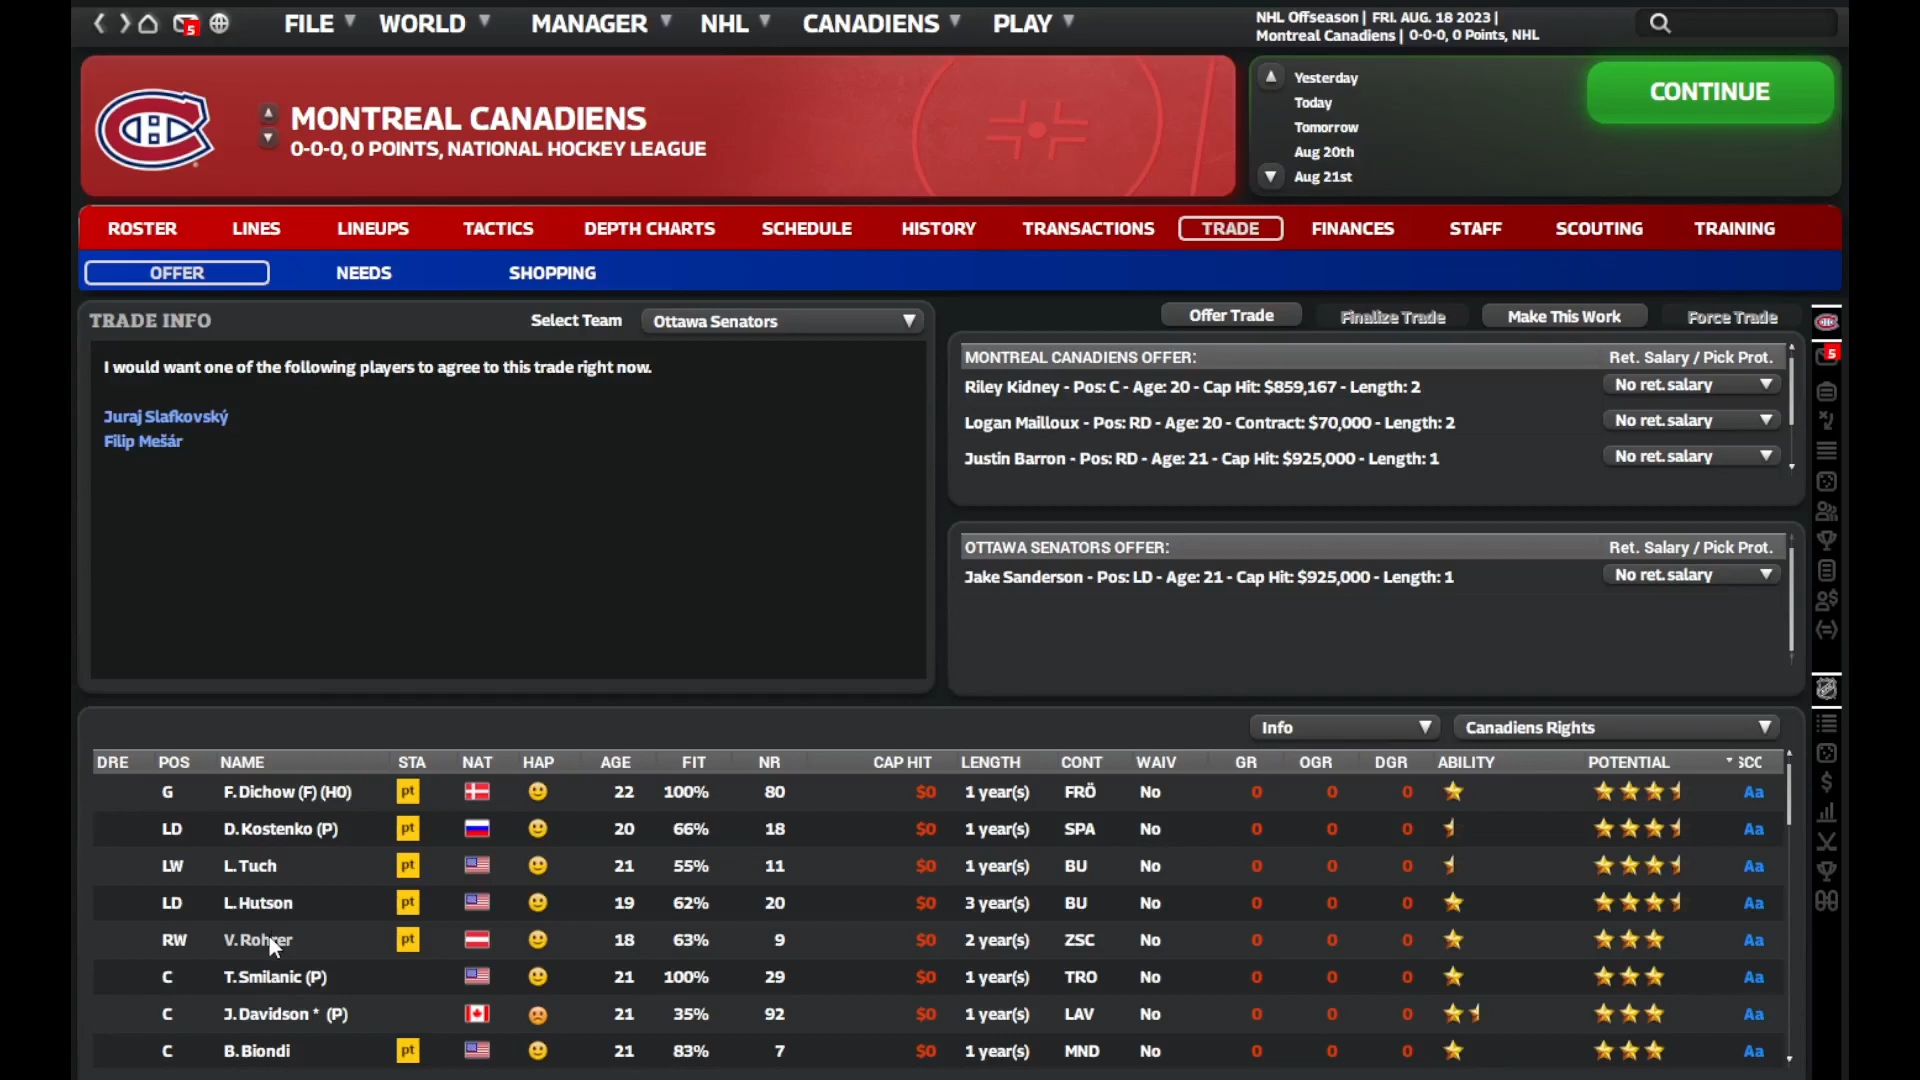 5
FILE WORLD MANAGER NHL CANADIENS PLAY
NHL Offseason | FRI. AUG. 18 2023 |
Montreal Canadiens | 0-0-0, 0 Points, NHL
MONTREAL CANADIENS
0-0-0, 0 POINTS, NATIONAL HOCKEY LEAGUE
Yesterday
Today
Tomorrow
Aug 20th
Aug 21st
CONTINUE
ROSTER LINES LINEUPS TACTICS DEPTH CHARTS SCHEDULE HISTORY TRANSACTIONS TRADE FINANCES STAFF SCOUTING TRAINING
OFFER NEEDS SHOPPING
TRADE INFO Select Team Ottawa Senators
I would want one of the following players to agree to this trade right now.
Juraj Slafkovský
Filip Mešár
Offer Trade Finalize Trade Make This Work Force Trade
MONTREAL CANADIENS OFFER: Ret. Salary / Pick Prot.
Riley Kidney - Pos: C - Age: 20 - Cap Hit: $859,167 - Length: 2 No ret. salary
Logan Mailloux - Pos: RD - Age: 20 - Contract: $70,000 - Length: 2 No ret. salary
Justin Barron - Pos: RD - Age: 21 - Cap Hit: $925,000 - Length: 1 No ret. salary
OTTAWA SENATORS OFFER: Ret. Salary / Pick Prot.
Jake Sanderson - Pos: LD - Age: 21 - Cap Hit: $925,000 - Length: 1 No ret. salary
5
Info Canadiens Rights
DRE POS NAME STA NAT HAP AGE FIT NR CAP HIT LENGTH CONT WAIV GR OGR DGR ABILITY POTENTIAL SCC
G F. Dichow (F) (HO) pt 22 100% 80 $0 1 year(s) FRÖ No 0 0 0 Aa
LD D. Kostenko (P) pt 20 66% 18 $0 1 year(s) SPA No 0 0 0 Aa
LW L. Tuch pt 21 55% 11 $0 1 year(s) BU No 0 0 0 Aa
LD L. Hutson pt 19 62% 20 $0 3 year(s) BU No 0 0 0 Aa
RW V. Rohrer pt 18 63% 9 $0 2 year(s) ZSC No 0 0 0 Aa
C T. Smilanic (P) 21 100% 29 $0 1 year(s) TRO No 0 0 0 Aa
C J. Davidson * (P) 21 35% 92 $0 1 year(s) LAV No 0 0 0 Aa
C B. Biondi pt 21 83% 7 $0 1 year(s) MND No 0 0 0 Aa